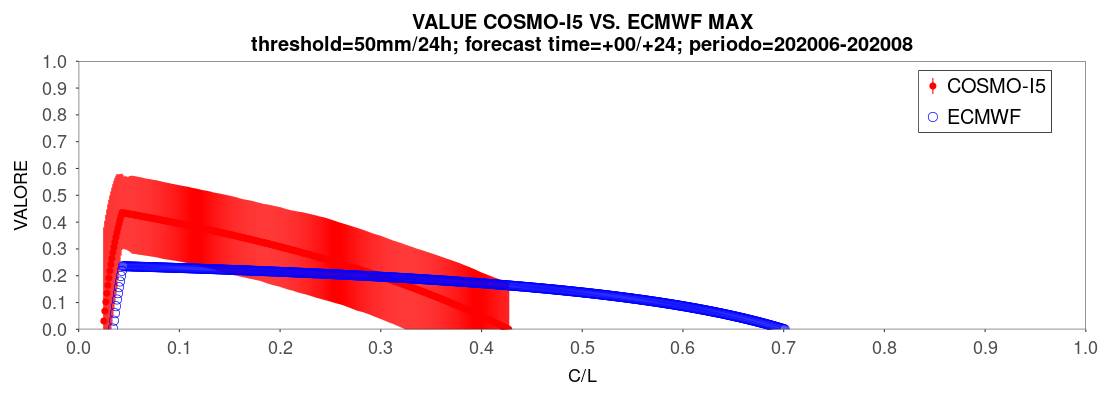 VALUE COSMO-I5 VS. ECMWF MAX
threshold=50mm/24h; forecast time=+00/+24; periodo=202006-202008
1.0
0.9
0.8
0.7
0.6
0.5
0.4
0.3
0.2
0.1
0.0
VALORE
COSMO-I5
ECMWF
0.0 0.1 0.2 0.3 0.4 0.5 0.6 0.7 0.8 0.9 1.0
C/L